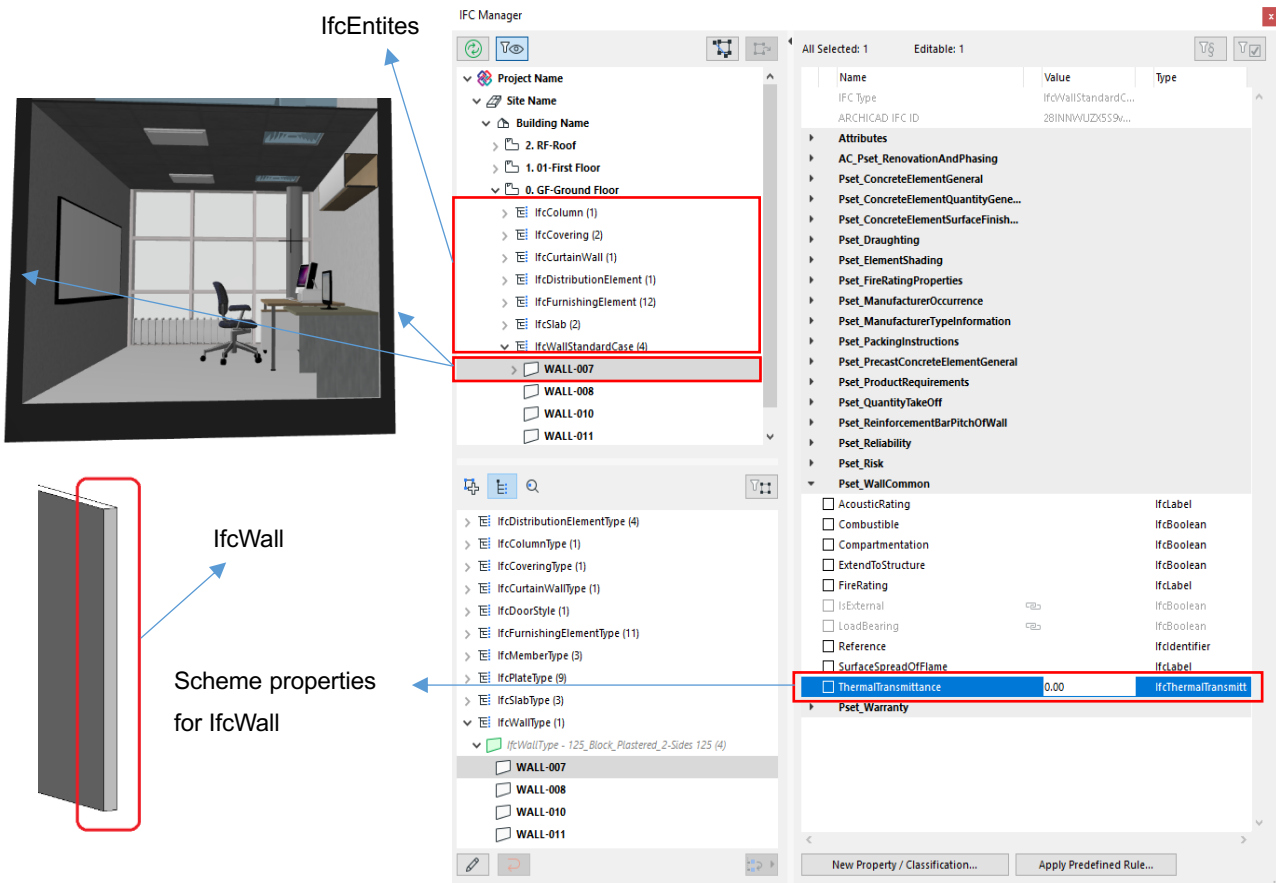 IfcEntites
IFC Manager
x
Project Name
Site Name
Building Name
2. RF-Roof
1. 01-First Floor
0. GF-Ground Floor
IfcColumn (1)
IfcCovering (2)
IfcCurtainWall (1)
IfcDistributionElement (1)
IfcFurnishingElement (12)
IfcSlab (2)
IfcWallStandardCase (4)
WALL-007
WALL-008
WALL-010
WALL-011
IfcDistributionElementType (4)
IfcColumnType (1)
IfcCoveringType (1)
IfcCurtainWallType (1)
IfcDoorStyle (1)
IfcFurnishingElementType (11)
IfcMemberType (3)
IfcPlateType (9)
IfcSlabType (3)
IfcWallType (1)
IfcWallType - 125_Block_Plastered_2-Sides 125 (4)
WALL-007
WALL-008
WALL-010
WALL-011
All Selected: 1 Editable: 1
Name Value Type
IFC Type IfcWallStandardC...
ARCHICAD IFC ID 28INNWUZX5S9v...
Attributes
AC_Pset_RenovationAndPhasing
Pset_ConcreteElementGeneral
Pset_ConcreteElementQuantityGene...
Pset_ConcreteElementSurfaceFinish...
Pset_Draughting
Pset_ElementShading
Pset_FireRatingProperties
Pset_ManufacturerOccurrence
Pset_ManufacturerTypeInformation
Pset_PackingInstructions
Pset_PrecastConcreteElementGeneral
Pset_ProductRequirements
Pset_QuantityTakeOff
Pset_ReinforcementBarPitchOfWall
Pset_Reliability
Pset_Risk
Pset_WallCommon
AcousticRating IfcLabel
Combustible IfcBoolean
Compartmentation IfcBoolean
ExtendToStructure IfcBoolean
FireRating IfcLabel
IsExternal IfcBoolean
LoadBearing IfcBoolean
Reference IfcIdentifier
SurfaceSpreadOfFlame IfcLabel
ThermalTransmittance 0.00 IfcThermalTransmitt
Pset_Warranty
New Property / Classification... Apply Predefined Rule...
IfcWall
Scheme properties
for IfcWall